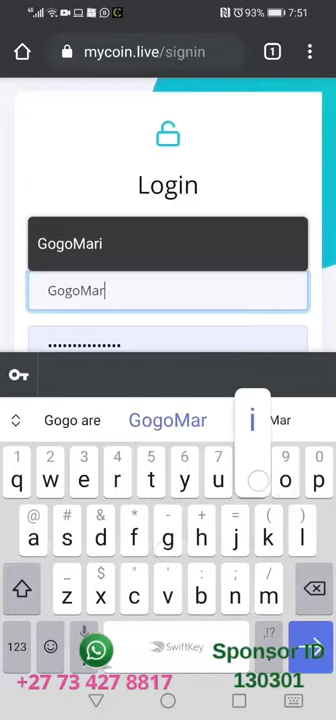 4G 93% 7:51
mycoin.live/signin 1
Login
GogoMari
GogoMar
Gogo are GogoMar i Mar
1 2 3 4 5 6 7 9 0
q w e r t y u o p
@ # & * - + = ( )
a s d f g h j k l
_ $ " ' : ; /
z x c v b n m
123 SwiftKey ,!?
Sponsor ID
130301
+27 73 427 8817